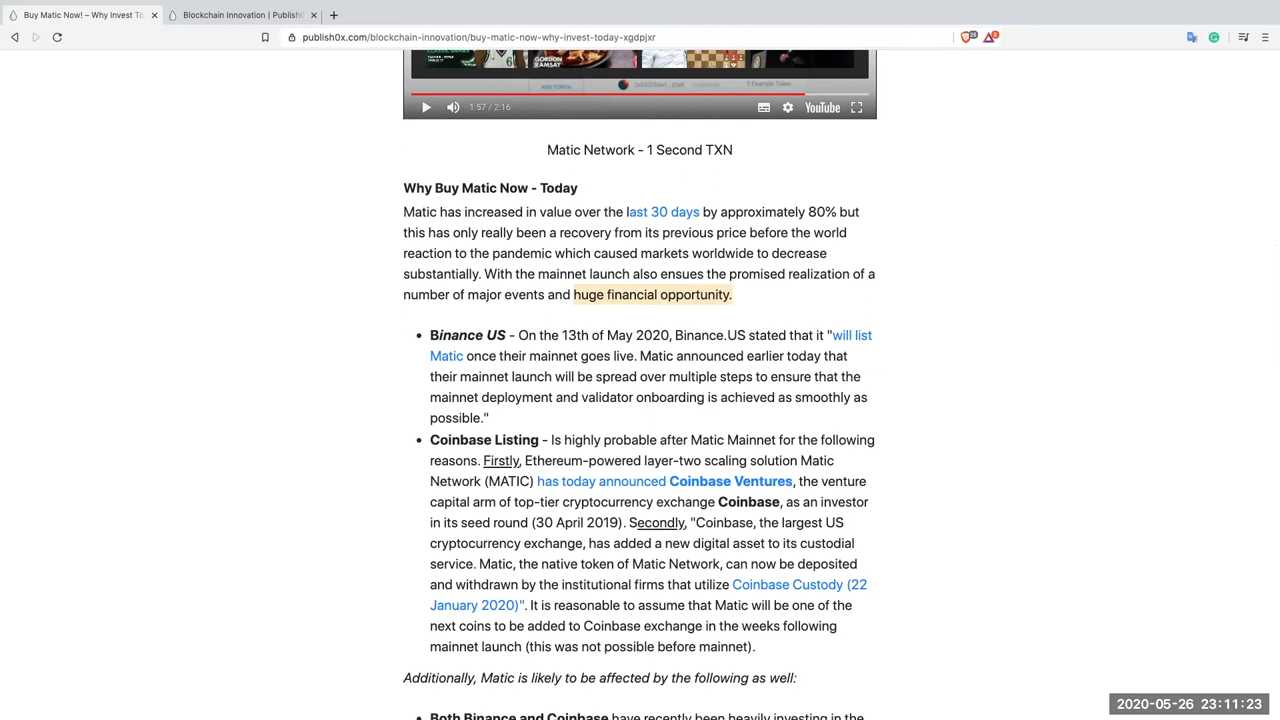 Buy Matic Now! – Why Invest To
Blockchain Innovation | Publish0
publish0x.com/blockchain-innovation/buy-matic-now-why-invest-today-xgdpjxr
GORDON
RAMSAY
ADD TOKEN
1:57 / 2:16
YouTube
Matic Network - 1 Second TXN
Why Buy Matic Now - Today
Matic has increased in value over the last 30 days by approximately 80% but
this has only really been a recovery from its previous price before the world
reaction to the pandemic which caused markets worldwide to decrease
substantially. With the mainnet launch also ensues the promised realization of a
number of major events and huge financial opportunity.
• Binance US - On the 13th of May 2020, Binance.US stated that it "will list
Matic once their mainnet goes live. Matic announced earlier today that
their mainnet launch will be spread over multiple steps to ensure that the
mainnet deployment and validator onboarding is achieved as smoothly as
possible."
• Coinbase Listing - Is highly probable after Matic Mainnet for the following
reasons. Firstly, Ethereum-powered layer-two scaling solution Matic
Network (MATIC) has today announced Coinbase Ventures, the venture
capital arm of top-tier cryptocurrency exchange Coinbase, as an investor
in its seed round (30 April 2019). Secondly, "Coinbase, the largest US
cryptocurrency exchange, has added a new digital asset to its custodial
service. Matic, the native token of Matic Network, can now be deposited
and withdrawn by the institutional firms that utilize Coinbase Custody (22
January 2020)". It is reasonable to assume that Matic will be one of the
next coins to be added to Coinbase exchange in the weeks following
mainnet launch (this was not possible before mainnet).
Additionally, Matic is likely to be affected by the following as well:
• Both Binance and Coinbase have recently been heavily investing in the
2020-05-26 23:11:23